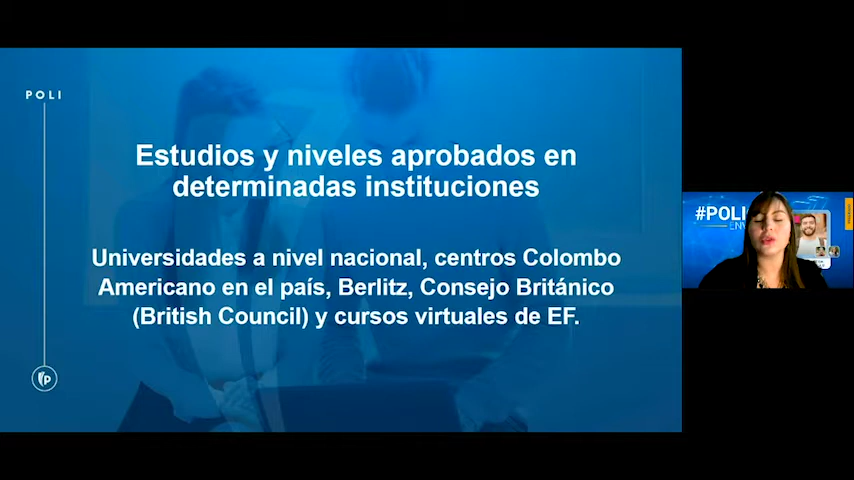 POLI
Estudios y niveles aprobados en
determinadas instituciones
Universidades a nivel nacional, centros Colombo
Americano en el país, Berlitz, Consejo Británico
(British Council) y cursos virtuales de EF.
#POLI